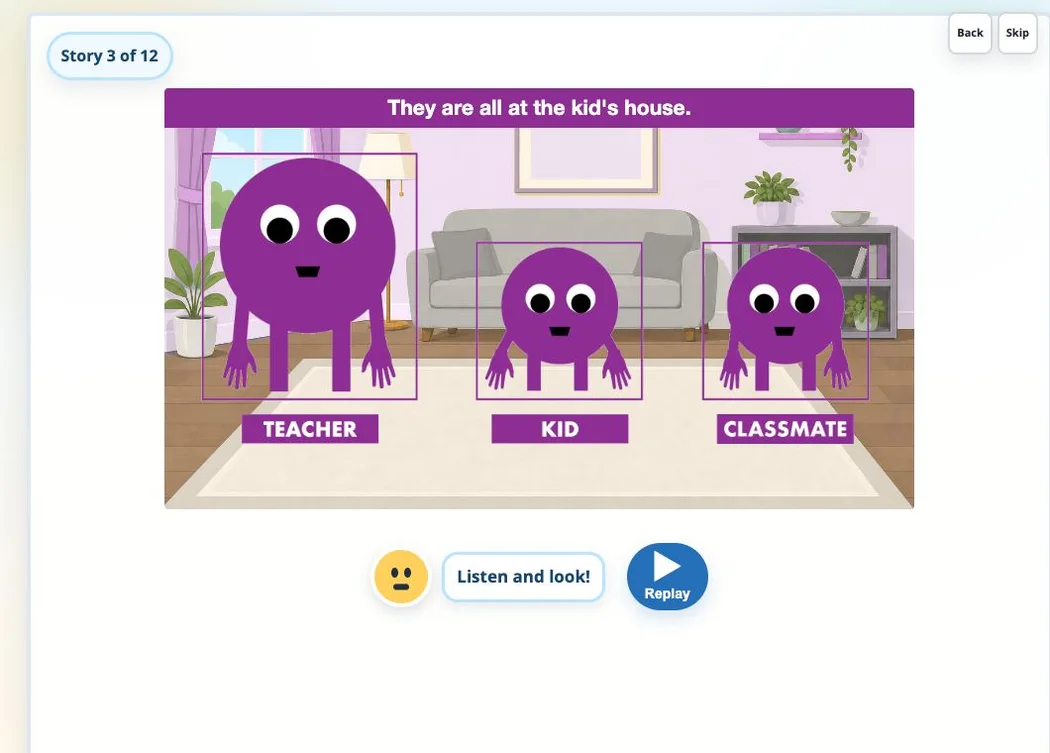 Story 3 of 12
Back
Skip
They are all at the kid's house.
TEACHER
KID
CLASSMATE
Listen and look!
Replay